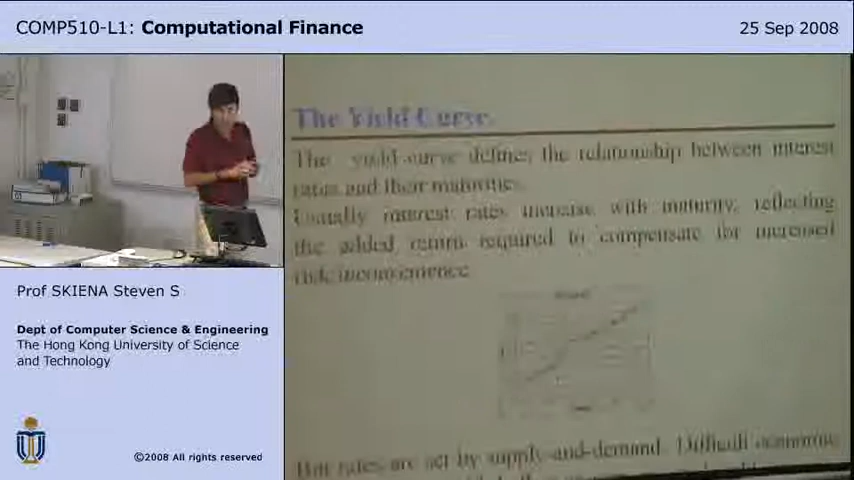 COMP510-L1: Computational Finance
25 Sep 2008
The Yield Curve
The yield curve defines the relationship between interest
rates and their maturities.
Usually interest rates increase with maturity, reflecting
the added return required to compensate for increased
risk/inconvenience.
But rates are set by supply-and-demand. Difficult economic
Prof SKIENA Steven S
Dept of Computer Science & Engineering
The Hong Kong University of Science
and Technology
©2008 All rights reserved